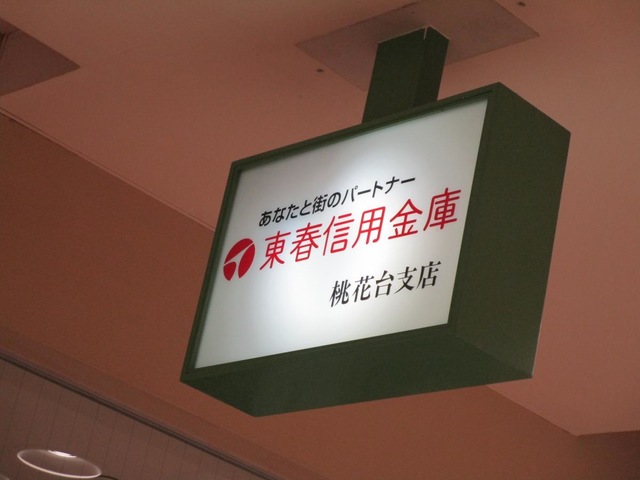 あなたと街のパートナー
東春信用金庫
桃花台支店